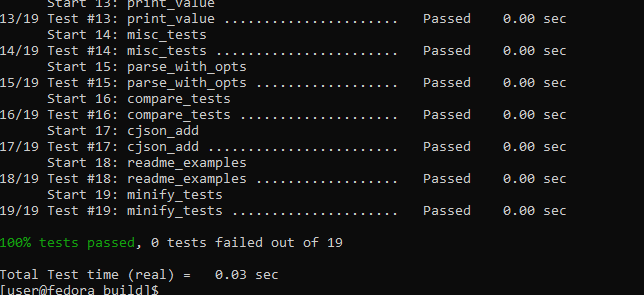 Start 13: print_value
13/19 Test #13: print_value ......................   Passed    0.00 sec
      Start 14: misc_tests
14/19 Test #14: misc_tests .......................   Passed    0.00 sec
      Start 15: parse_with_opts
15/19 Test #15: parse_with_opts ..................   Passed    0.00 sec
      Start 16: compare_tests
16/19 Test #16: compare_tests ....................   Passed    0.00 sec
      Start 17: cjson_add
17/19 Test #17: cjson_add ........................   Passed    0.00 sec
      Start 18: readme_examples
18/19 Test #18: readme_examples ..................   Passed    0.00 sec
      Start 19: minify_tests
19/19 Test #19: minify_tests .....................   Passed    0.00 sec

100% tests passed, 0 tests failed out of 19

Total Test time (real) =   0.03 sec
[user@fedora build]$